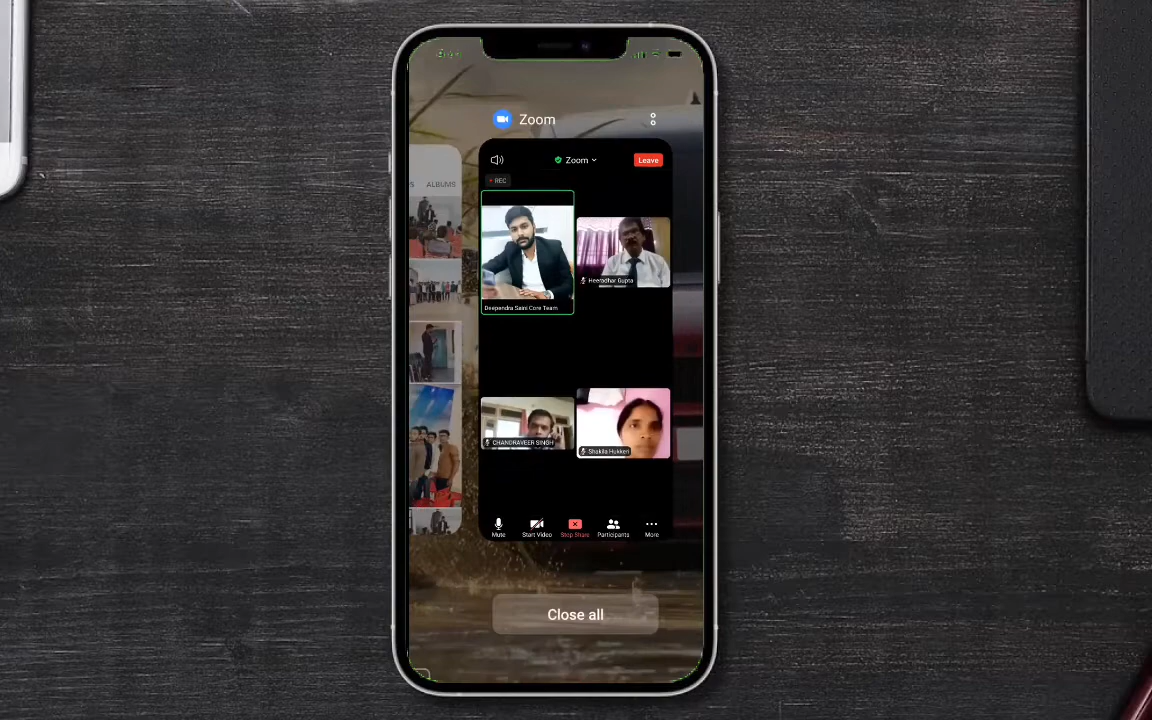 Zoom
S ALBUMS
Zoom
Leave
REC
Deependra Saini Core Team
Heeradhar Gupta
CHANDRAVEER SINGH
Shakila Hukkeri
Mute
Start Video
Stop Share
Participants
More
Close all